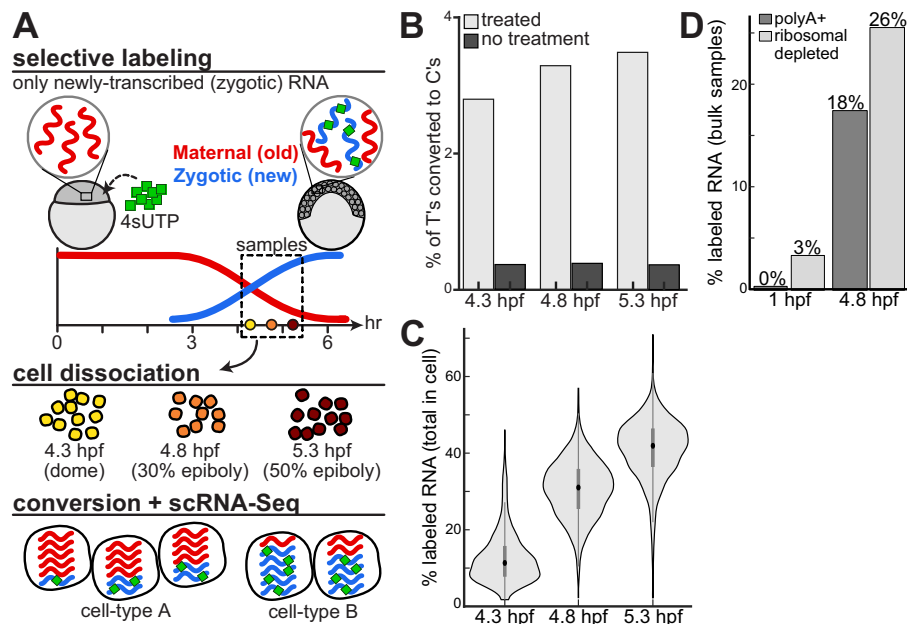 A
selective labeling
only newly-transcribed (zygotic) RNA
Maternal (old)
Zygotic (new)
4sUTP
samples
0
3
6
hr
cell dissociation
4.3 hpf
(dome)
4.8 hpf
(30% epiboly)
5.3 hpf
(50% epiboly)
conversion + scRNA-Seq
cell-type A
cell-type B
B
% of T's converted to C's
4
2
0
treated
no treatment
4.3 hpf
4.8 hpf
5.3 hpf
C
% labeled RNA (total in cell)
60
40
20
0
4.3 hpf
4.8 hpf
5.3 hpf
D
% labeled RNA (bulk samples)
20
10
0
polyA+
ribosomal
depleted
0%
3%
18%
26%
1 hpf
4.8 hpf